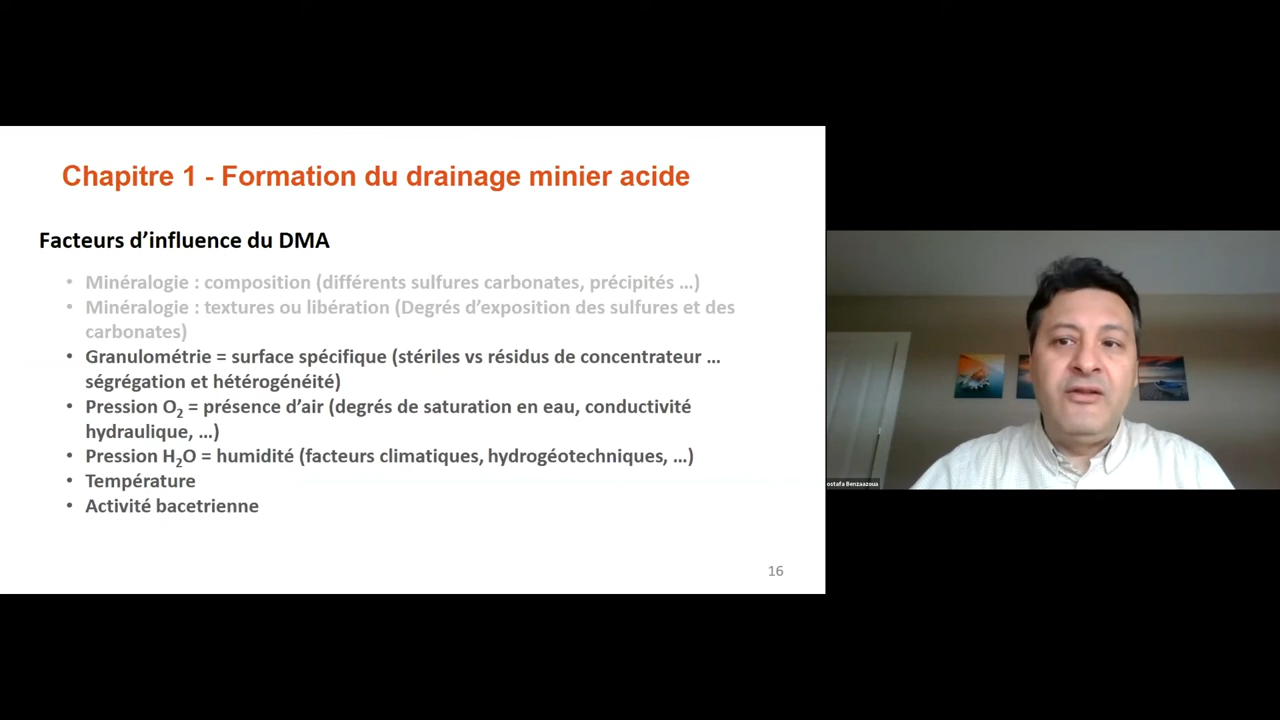 Chapitre 1 - Formation du drainage minier acide
Facteurs d’influence du DMA
• Minéralogie : composition (différents sulfures carbonates, précipités …)
• Minéralogie : textures ou libération (Degrés d’exposition des sulfures et des
carbonates)
• Granulométrie = surface spécifique (stériles vs résidus de concentrateur …
ségrégation et hétérogénéité)
• Pression O2 = présence d’air (degrés de saturation en eau, conductivité
hydraulique, …)
• Pression H2O = humidité (facteurs climatiques, hydrogéotechniques, …)
• Température
• Activité bacetrienne
16
ostafa Benzaazoua